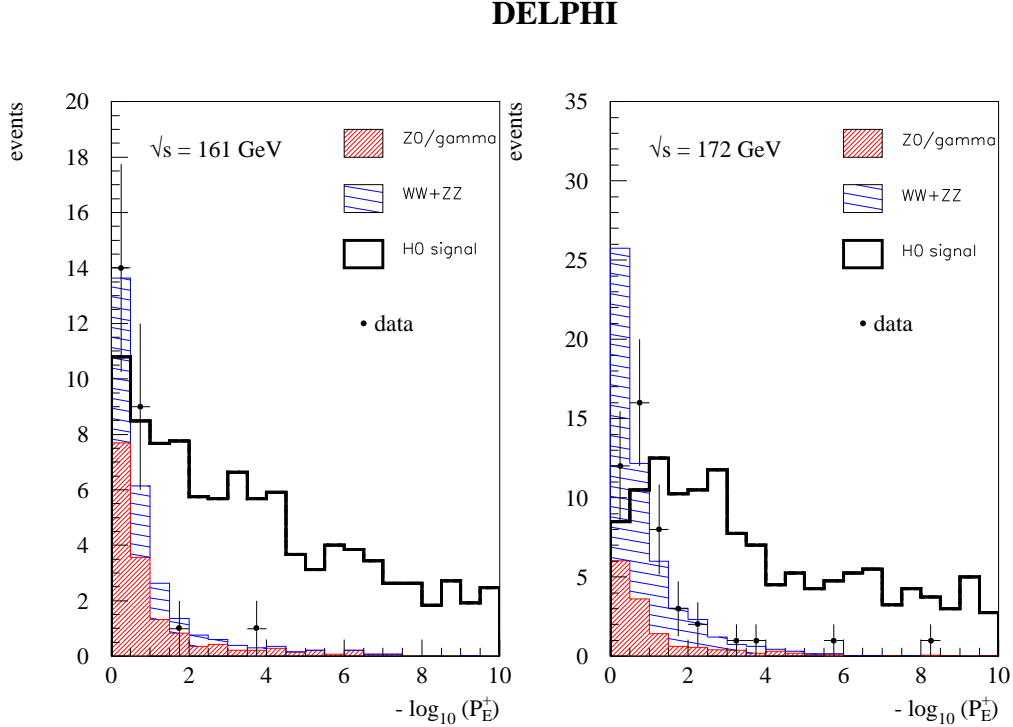 DELPHI
events
20
18
16
14
12
10
8
6
4
2
0
√s = 161 GeV
Z0/gamma
WW+ZZ
H0 signal
data
0 2 4 6 8 10
- log10 (PE+)
events
35
30
25
20
15
10
5
0
√s = 172 GeV
Z0/gamma
WW+ZZ
H0 signal
data
0 2 4 6 8 10
- log10 (PE+)